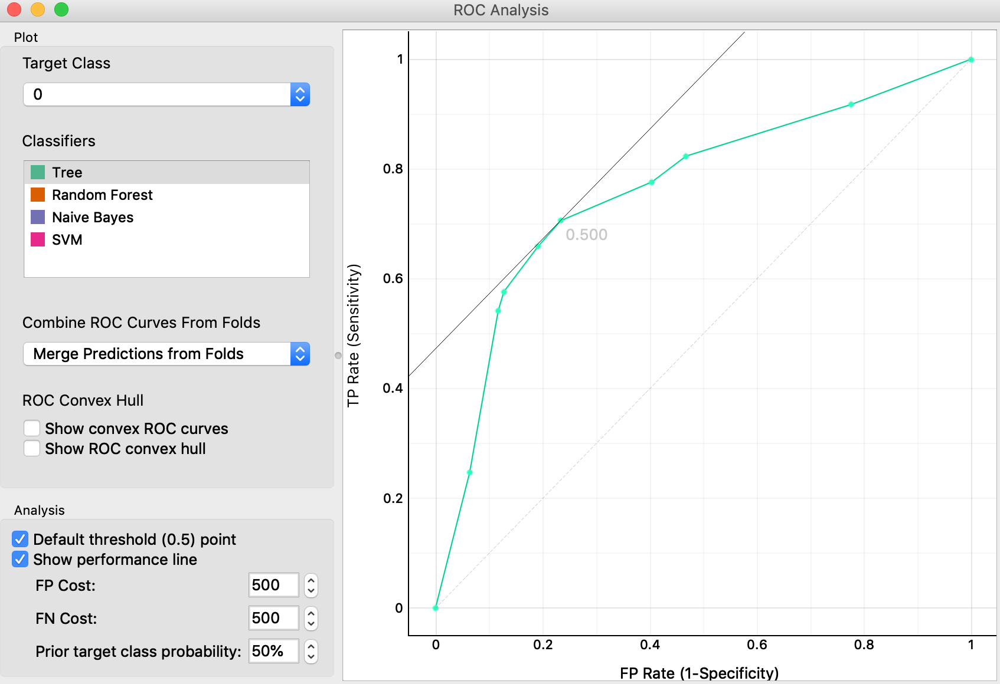 ROC Analysis
Plot
Target Class
0
Classifiers
Tree
Random Forest
Naive Bayes
SVM
Combine ROC Curves From Folds
Merge Predictions from Folds
ROC Convex Hull
Show convex ROC curves
Show ROC convex hull
Analysis
Default threshold (0.5) point
Show performance line
FP Cost: 500
FN Cost: 500
Prior target class probability: 50%
TP Rate (Sensitivity)
1
0.8
0.6
0.4
0.2
0
0.500
0 0.2 0.4 0.6 0.8 1
FP Rate (1-Specificity)